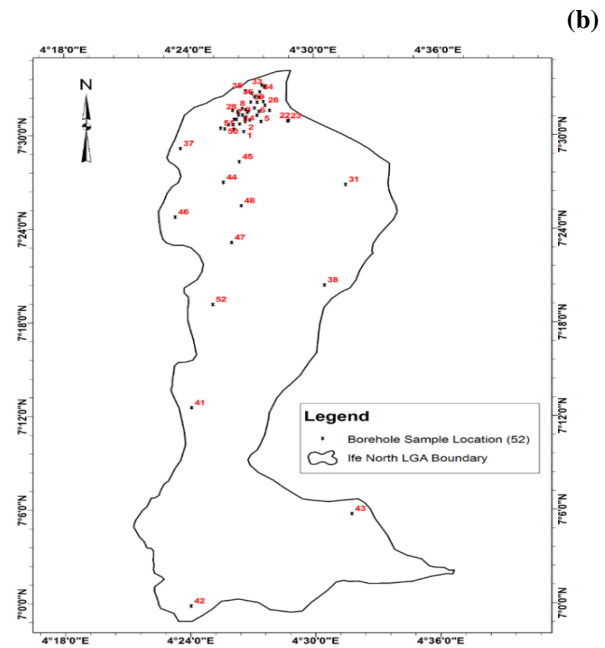 (b)
4°18'0"E 4°24'0"E 4°30'0"E 4°36'0"E
N
33
35
34
36
26
28
8
6
22 23
5
4
2
50
1
7°30'0"N 7°30'0"N
37
45
44
31
48
46
7°24'0"N 7°24'0"N
47
38
52
7°18'0"N 7°18'0"N
41
7°12'0"N 7°12'0"N
Legend
Borehole Sample Location (52)
Ife North LGA Boundary
43
7°6'0"N 7°6'0"N
42
7°0'0"N 7°0'0"N
4°18'0"E 4°24'0"E 4°30'0"E 4°36'0"E